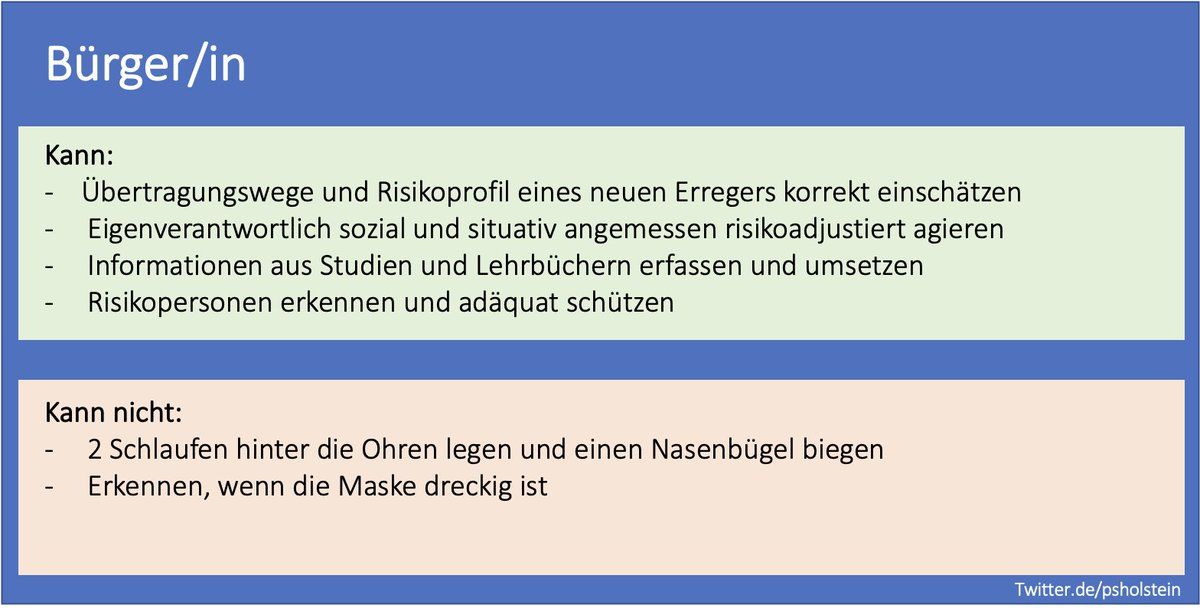 Bürger/in
Kann:
- Übertragungswege und Risikoprofil eines neuen Erregers korrekt einschätzen
- Eigenverantwortlich sozial und situativ angemessen risikoadjustiert agieren
- Informationen aus Studien und Lehrbüchern erfassen und umsetzen
- Risikopersonen erkennen und adäquat schützen
Kann nicht:
- 2 Schlaufen hinter die Ohren legen und einen Nasenbügel biegen
- Erkennen, wenn die Maske dreckig ist
Twitter.de/psholstein